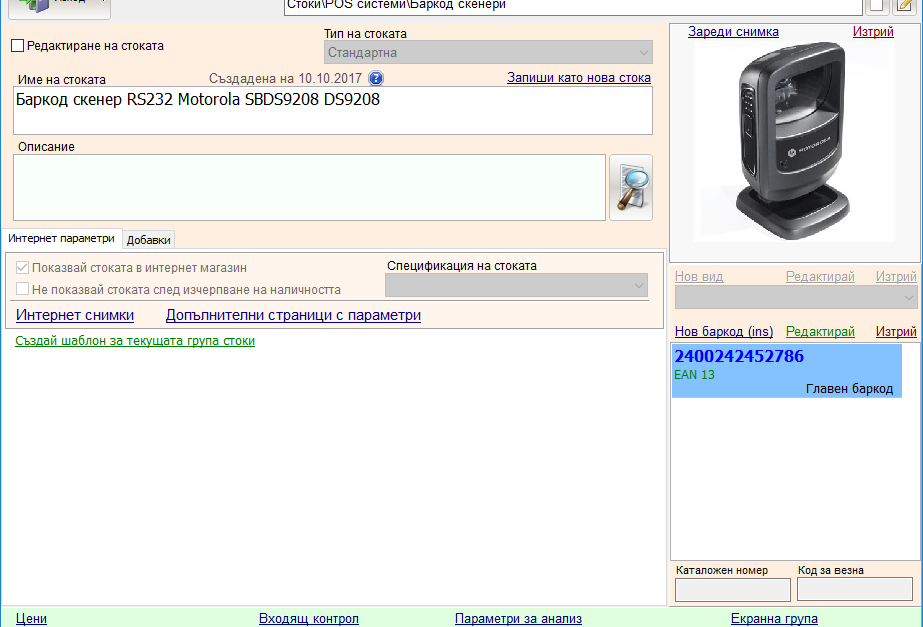 Стоки\POS системи\Баркод скенери
Редактиране на стоката
Тип на стоката
Стандартна
Име на стоката
Създадена на 10.10.2017
?
Запиши като нова стока
Баркод скенер RS232 Motorola SBDS9208 DS9208
Описание
Интернет параметри
Добавки
Показвай стоката в интернет магазин
Не показвай стоката след изчерпване на наличността
Спецификация на стоката
Интернет снимки
Допълнителни страници с параметри
Създай шаблон за текущата група стоки
Зареди снимка
Изтрий
MOTOROLA
Нов вид
Редактирай
Изтрий
Нов баркод (ins)
Редактирай
Изтрий
2400242452786
EAN 13
Главен баркод
Каталожен номер
Код за везна
Цени
Входящ контрол
Параметри за анализ
Екранна група